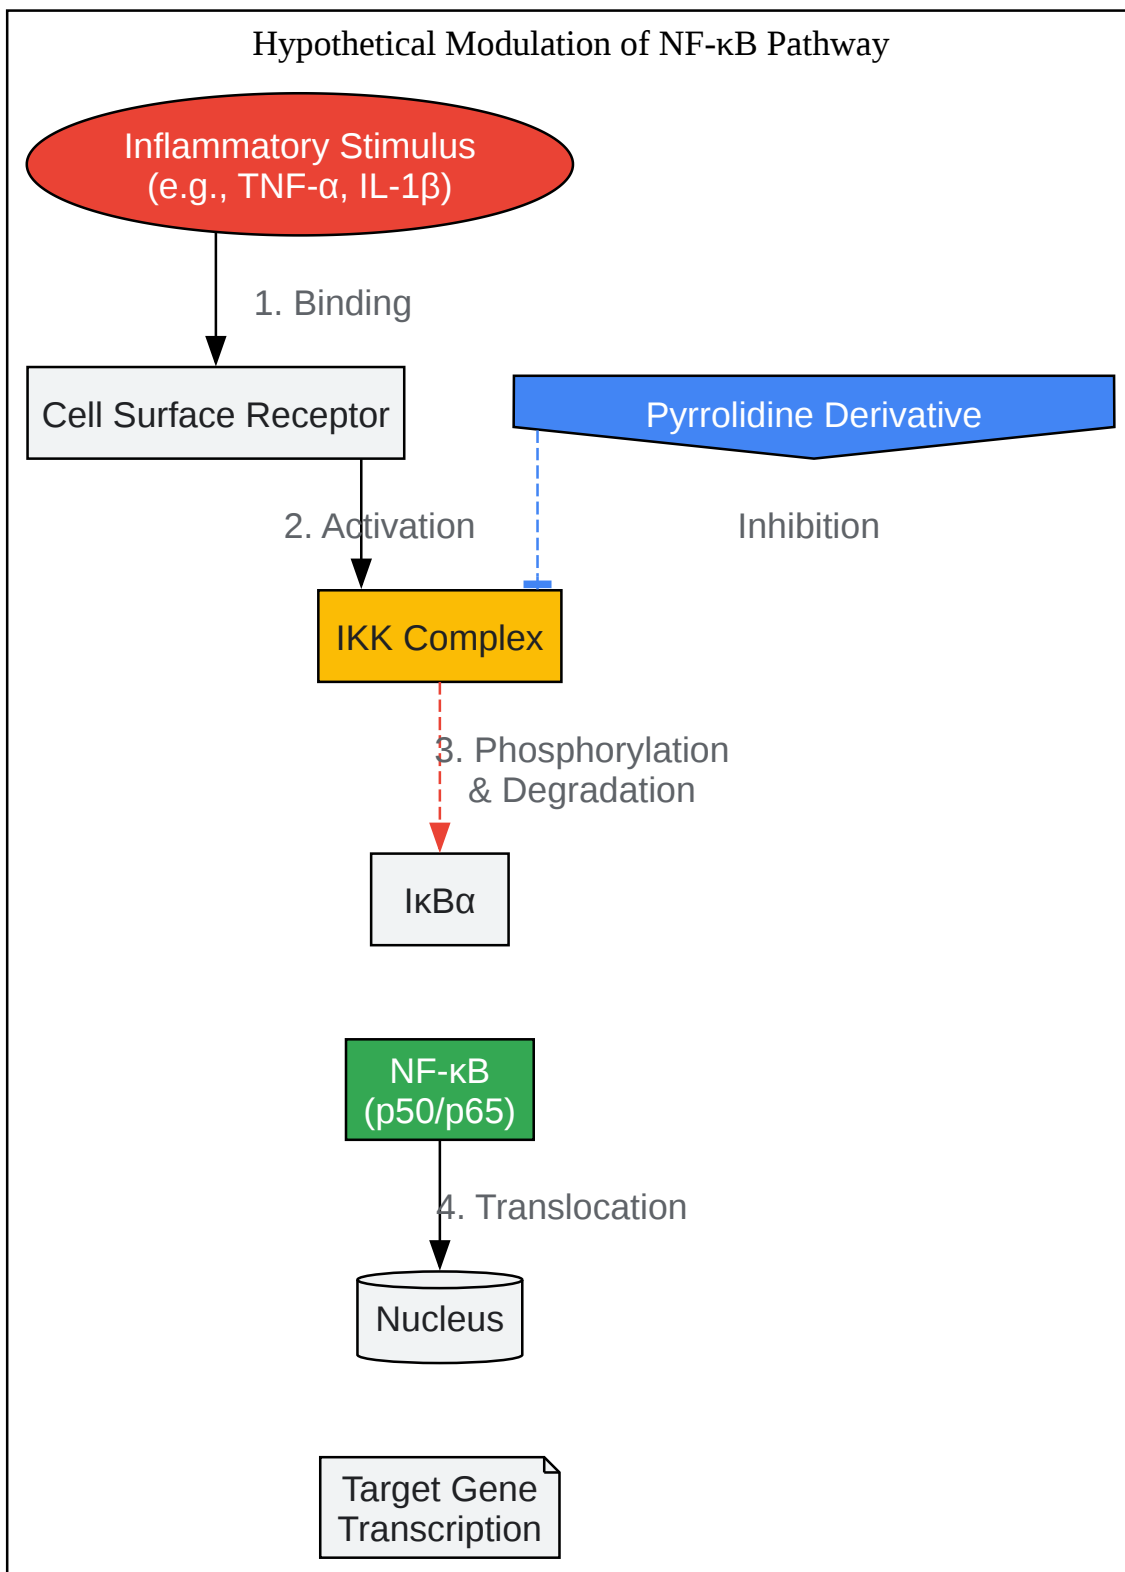 Hypothetical Modulation of NF-κB Pathway
Inflammatory Stimulus
(e.g., TNF-α, IL-1β)
1. Binding
Cell Surface Receptor
Pyrrolidine Derivative
2. Activation
Inhibition
IKK Complex
3. Phosphorylation
& Degradation
IκBα
NF-κB
(p50/p65)
4. Translocation
Nucleus
Target Gene
Transcription